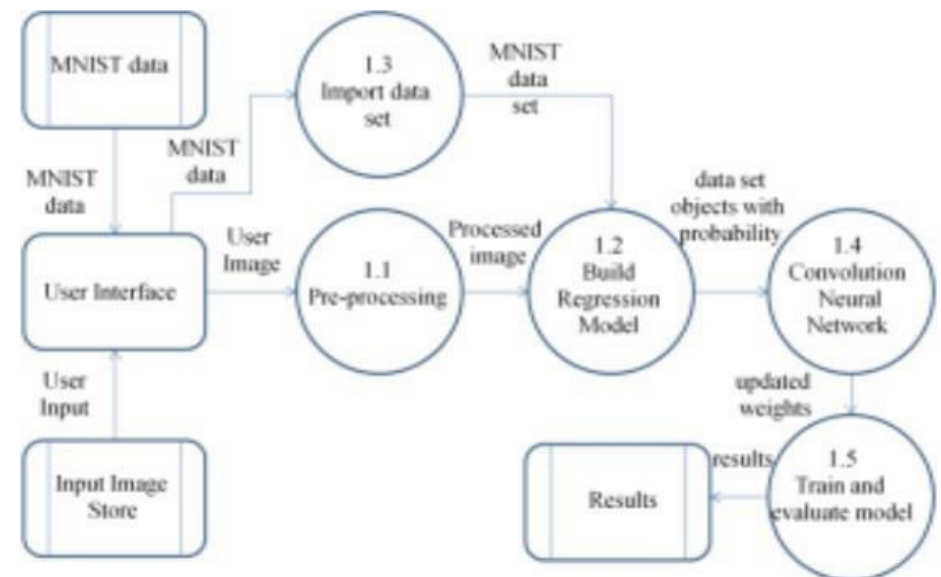 MNIST data
1.3
Import data
set
MNIST
data
set
MNIST
data
MNIST
data
data set
objects with
probability
User Interface
User
Image
1.1
Pre-processing
Processed
image
1.2
Build
Regression
Model
1.4
Convolution
Neural
Network
User
Input
updated
weights
Input Image
Store
Results
results
1.5
Train and
evaluate model